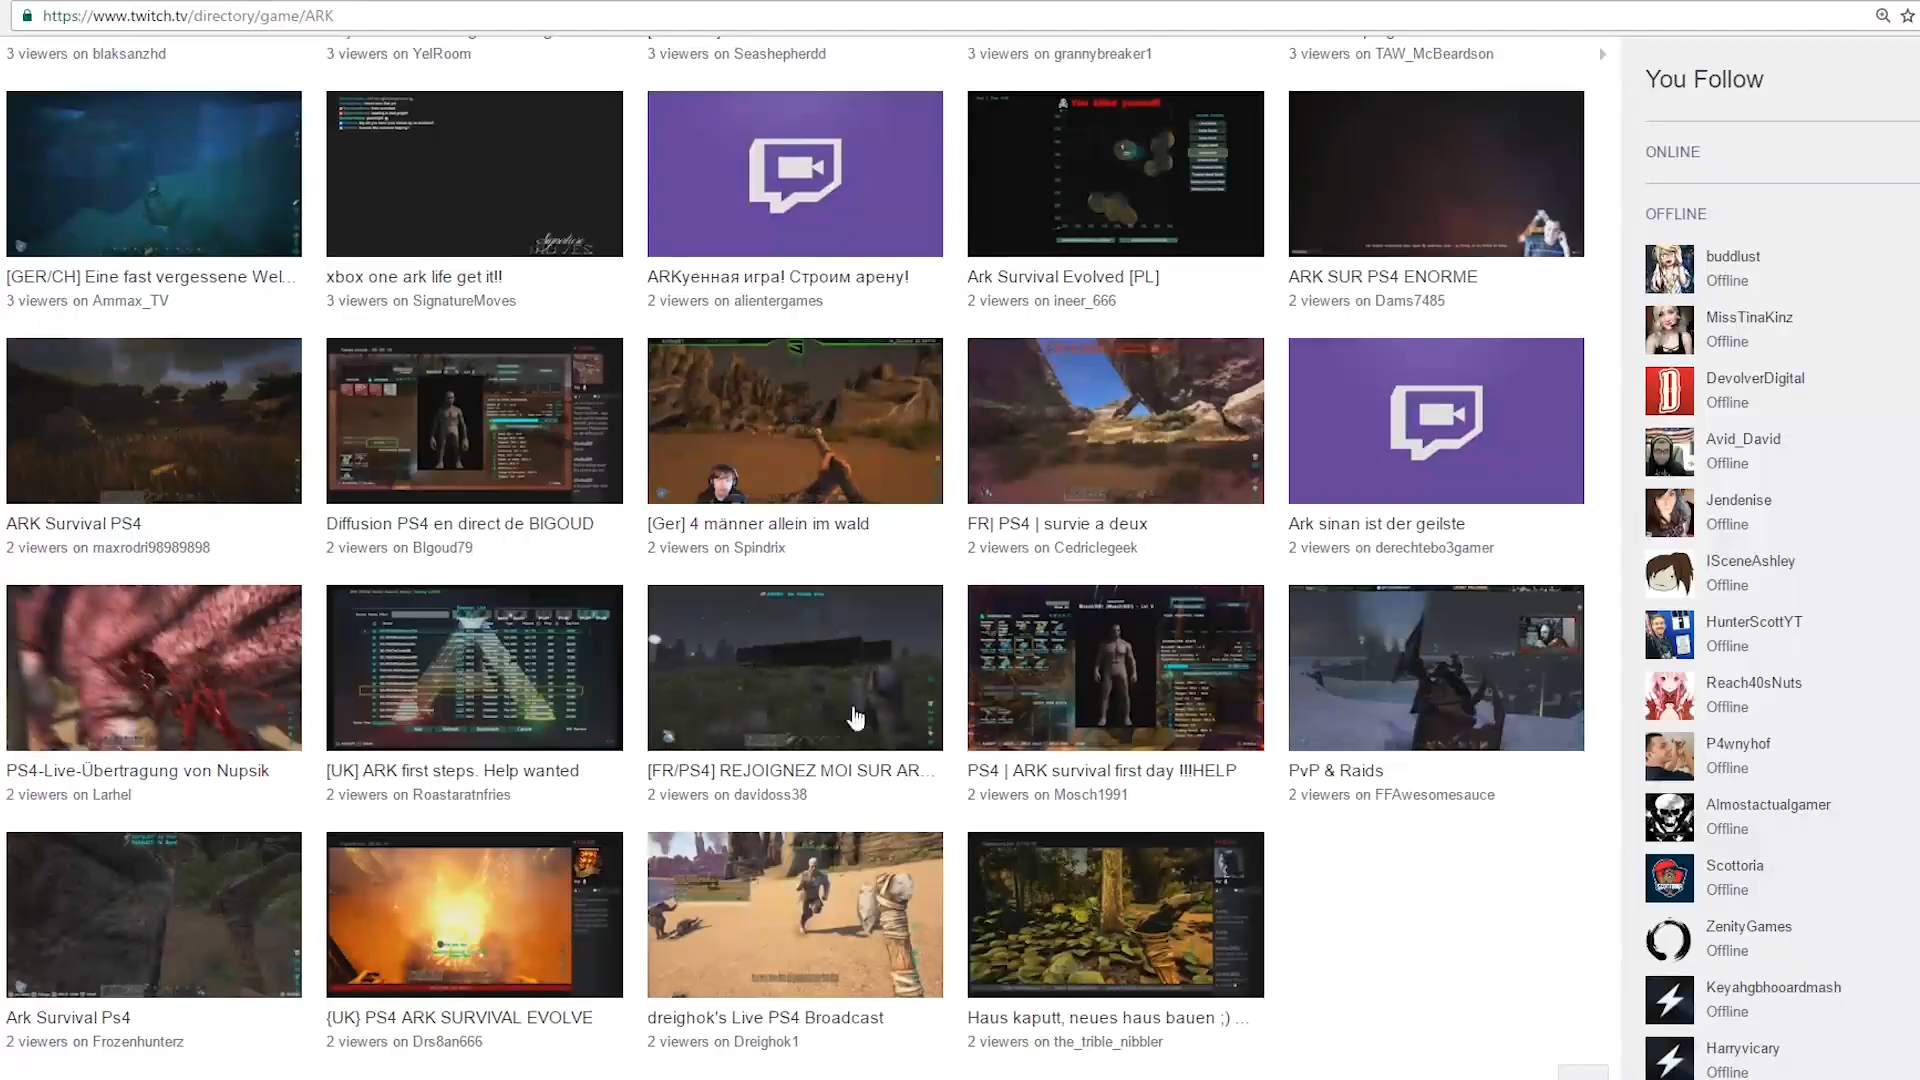 https://www.twitch.tv/directory/game/ARK
3 viewers on blaksanzhd
3 viewers on YelRoom
3 viewers on Seashepherdd
3 viewers on grannybreaker1
3 viewers on TAW_McBeardson
You Follow
ONLINE
OFFLINE
You killed yourself!
[GER/CH] Eine fast vergessene Wel...
3 viewers on Ammax_TV
xbox one ark life get it!!
3 viewers on SignatureMoves
ARKуенная игра! Строим арену!
2 viewers on alientergames
Ark Survival Evolved [PL]
2 viewers on ineer_666
ARK SUR PS4 ENORME
2 viewers on Dams7485
ARK Survival PS4
2 viewers on maxrodri98989898
Diffusion PS4 en direct de BIGOUD
2 viewers on BIgoud79
[Ger] 4 männer allein im wald
2 viewers on Spindrix
FR| PS4 | survie a deux
2 viewers on Cedriclegeek
Ark sinan ist der geilste
2 viewers on derechtebo3gamer
PS4-Live-Übertragung von Nupsik
2 viewers on Larhel
[UK] ARK first steps. Help wanted
2 viewers on Roastaratnfries
[FR/PS4] REJOIGNEZ MOI SUR AR...
2 viewers on davidoss38
PS4 | ARK survival first day !!!HELP
2 viewers on Mosch1991
PvP & Raids
2 viewers on FFAwesomesauce
Ark Survival Ps4
2 viewers on Frozenhunterz
{UK} PS4 ARK SURVIVAL EVOLVE
2 viewers on Drs8an666
dreighok's Live PS4 Broadcast
2 viewers on Dreighok1
Haus kaputt, neues haus bauen ;) ...
2 viewers on the_trible_nibbler
buddlust
Offline
MissTinaKinz
Offline
DevolverDigital
Offline
Avid_David
Offline
Jendenise
Offline
ISceneAshley
Offline
HunterScottYT
Offline
Reach40sNuts
Offline
P4wnyhof
Offline
Almostactualgamer
Offline
Scottoria
Offline
ZenityGames
Offline
Keyahgbhooardmash
Offline
Harryvicary
Offline